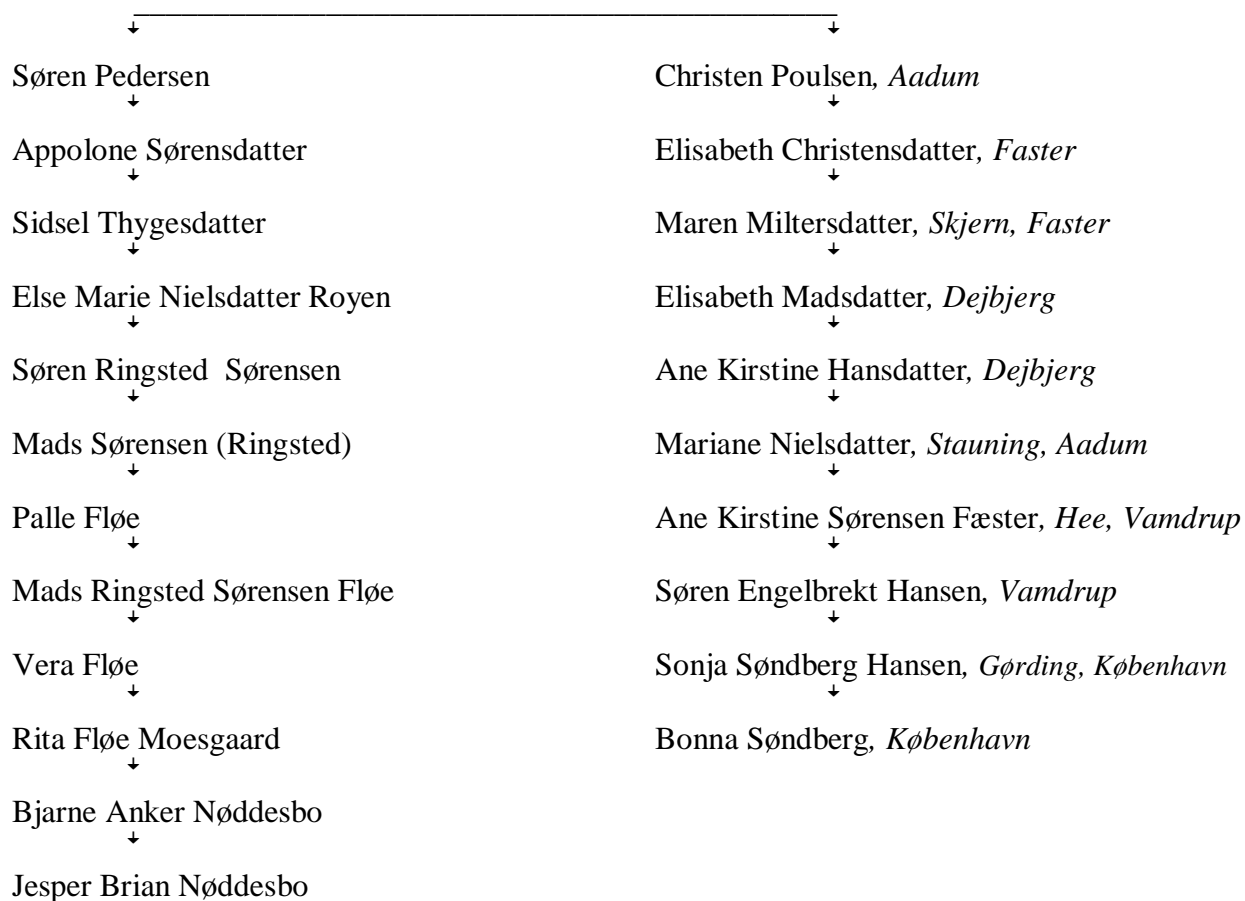 Søren Pedersen
Christen Poulsen, Aadum
Appolone Sørensdatter
Elisabeth Christensdatter, Faster
Sidsel Thygesdatter
Maren Miltersdatter, Skjern, Faster
Else Marie Nielsdatter Royen
Elisabeth Madsdatter, Dejbjerg
Søren Ringsted  Sørensen
Ane Kirstine Hansdatter, Dejbjerg
Mads Sørensen (Ringsted)
Mariane Nielsdatter, Stauning, Aadum
Palle Fløe
Ane Kirstine Sørensen Fæster, Hee, Vamdrup
Mads Ringsted Sørensen Fløe
Søren Engelbrekt Hansen, Vamdrup
Vera Fløe
Sonja Søndberg Hansen, Gørding, København
Rita Fløe Moesgaard
Bonna Søndberg, København
Bjarne Anker Nøddesbo
Jesper Brian Nøddesbo